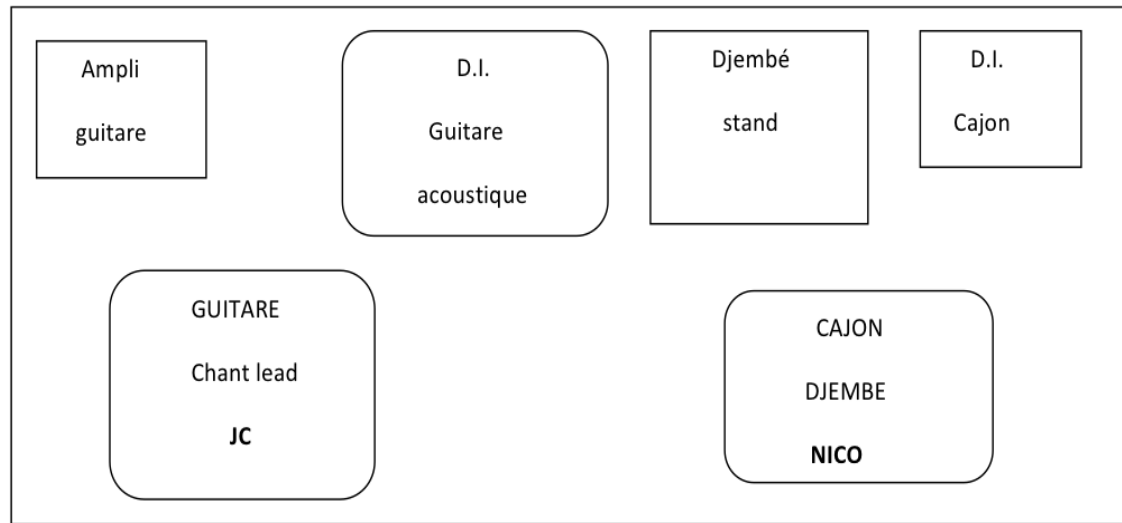 Ampli
guitare
D.I.
Guitare
acoustique
Djembé
stand
D.I.
Cajon
GUITARE
Chant lead
JC
CAJON
DJEMBE
NICO